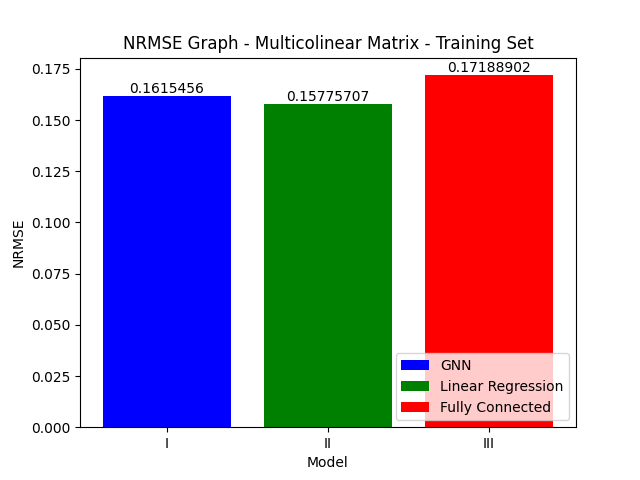 NRMSE Graph - Multicolinear Matrix - Training Set
0.1615456
0.15775707
0.17188902
0.175
0.150
0.125
0.100
0.075
0.050
0.025
0.000
NRMSE
GNN
Linear Regression
Fully Connected
I
II
III
Model